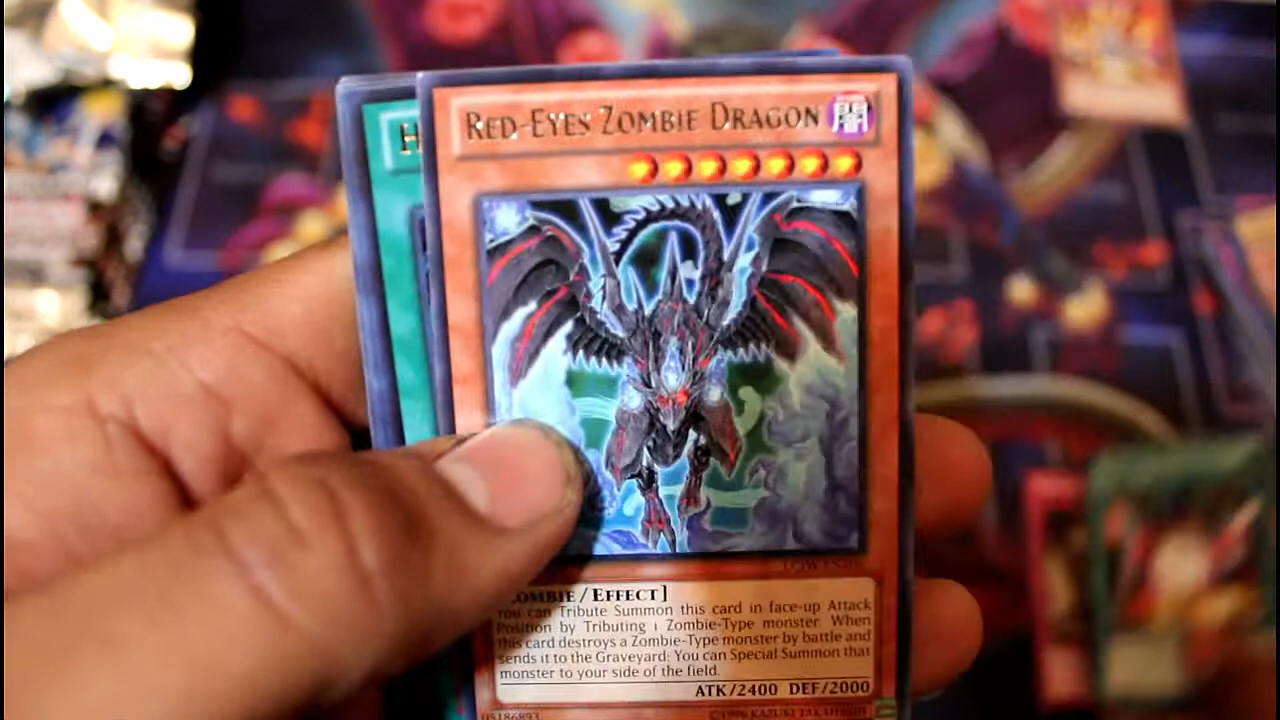 RED-EYES ZOMBIE DRAGON
H
[ZOMBIE/EFFECT]
You can Tribute Summon this card in face-up Attack
Position by Tributing 1 Zombie-Type monster. When
this card destroys a Zombie-Type monster by battle and
sends it to the Graveyard: You can Special Summon that
monster to your side of the field.
ATK/2400 DEF/2000